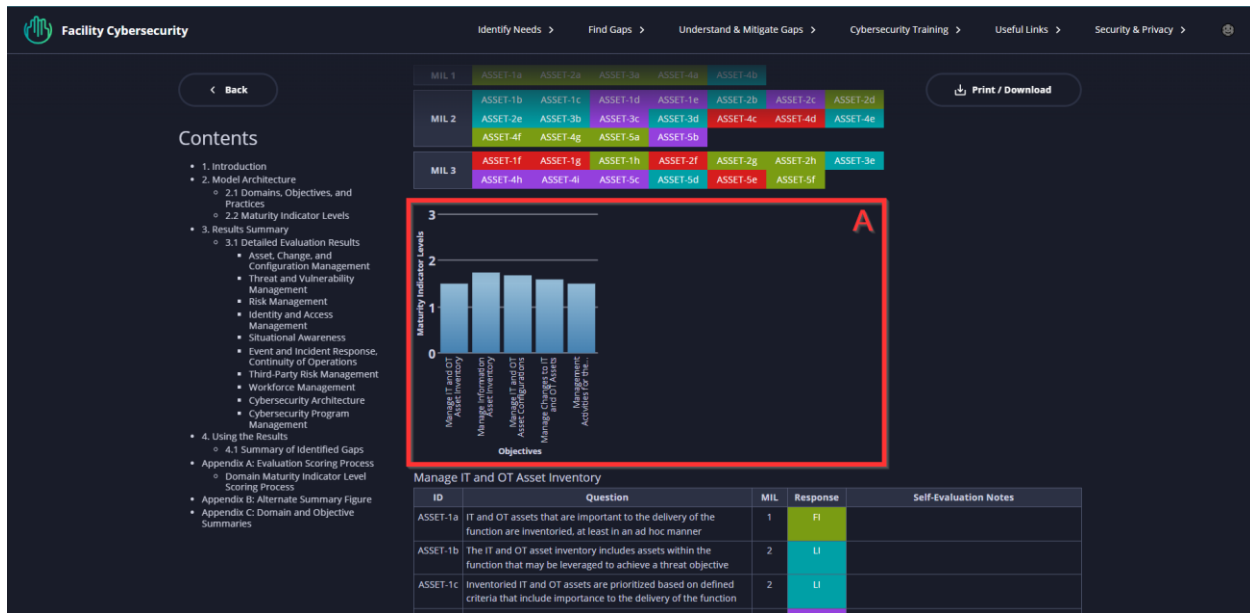 Facility Cybersecurity
Identify Needs
Find Gaps
Understand & Mitigate Gaps
Cybersecurity Training
Useful Links
Security & Privacy
Back
Print / Download
Contents
1. Introduction
2. Model Architecture
2.1 Domains, Objectives, and
Practices
2.2 Maturity Indicator Levels
3. Results Summary
3.1 Detailed Evaluation Results
Asset, Change, and
Configuration Management
Threat and Vulnerability
Management
Risk Management
Identity and Access
Management
Situational Awareness
Event and Incident Response,
Continuity of Operations
Third-Party Risk Management
Workforce Management
Cybersecurity Architecture
Cybersecurity Program
Management
4. Using the Results
4.1 Summary of Identified Gaps
Appendix A: Evaluation Scoring Process
Domain Maturity Indicator Level
Scoring Process
Appendix B: Alternate Summary Figure
Appendix C: Domain and Objective
Summaries
MIL 1 ASSET-1a ASSET-2a ASSET-3a ASSET-4a ASSET-4b
MIL 2
ASSET-1b ASSET-1c ASSET-1d ASSET-1e ASSET-2b ASSET-2c ASSET-2d
ASSET-2e ASSET-3b ASSET-3c ASSET-3d ASSET-4c ASSET-4d ASSET-4e
ASSET-4f ASSET-4g ASSET-5a ASSET-5b
MIL 3
ASSET-1f ASSET-1g ASSET-1h ASSET-2f ASSET-2g ASSET-2h ASSET-3e
ASSET-4h ASSET-4i ASSET-5c ASSET-5d ASSET-5e ASSET-5f
A
Maturity Indicator Levels
3
2
1
0
Manage IT and OT
Asset Inventory
Manage Information
Asset Inventory
Manage IT and OT
Asset Configurations
Manage Changes to IT
and OT Assets
Management
Activities for the...
Objectives
Manage IT and OT Asset Inventory
ID Question MIL Response Self-Evaluation Notes
ASSET-1a IT and OT assets that are important to the delivery of the 1 FI
function are inventoried, at least in an ad hoc manner
ASSET-1b The IT and OT asset inventory includes assets within the 2 LI
function that may be leveraged to achieve a threat objective
ASSET-1c Inventoried IT and OT assets are prioritized based on defined 2 LI
criteria that include importance to the delivery of the function